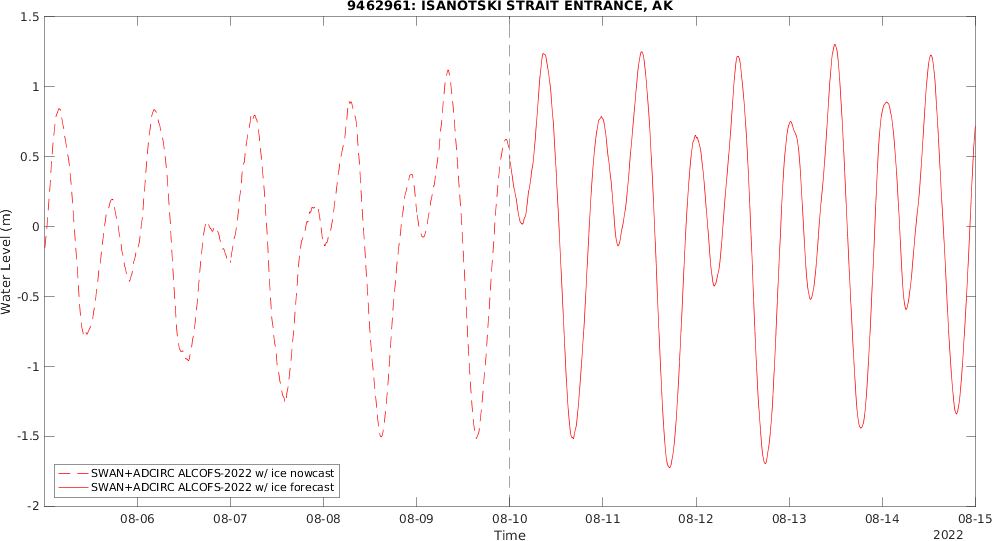 9462961: ISANOTSKI STRAIT ENTRANCE, AK
1.5
1
0.5
0
-0.5
-1
-1.5
-2
Water Level (m)
SWAN+ADCIRC ALCOFS-2022 w/ ice nowcast
SWAN+ADCIRC ALCOFS-2022 w/ ice forecast
08-06 08-07 08-08 08-09 08-10 08-11 08-12 08-13 08-14 08-15
Time
2022